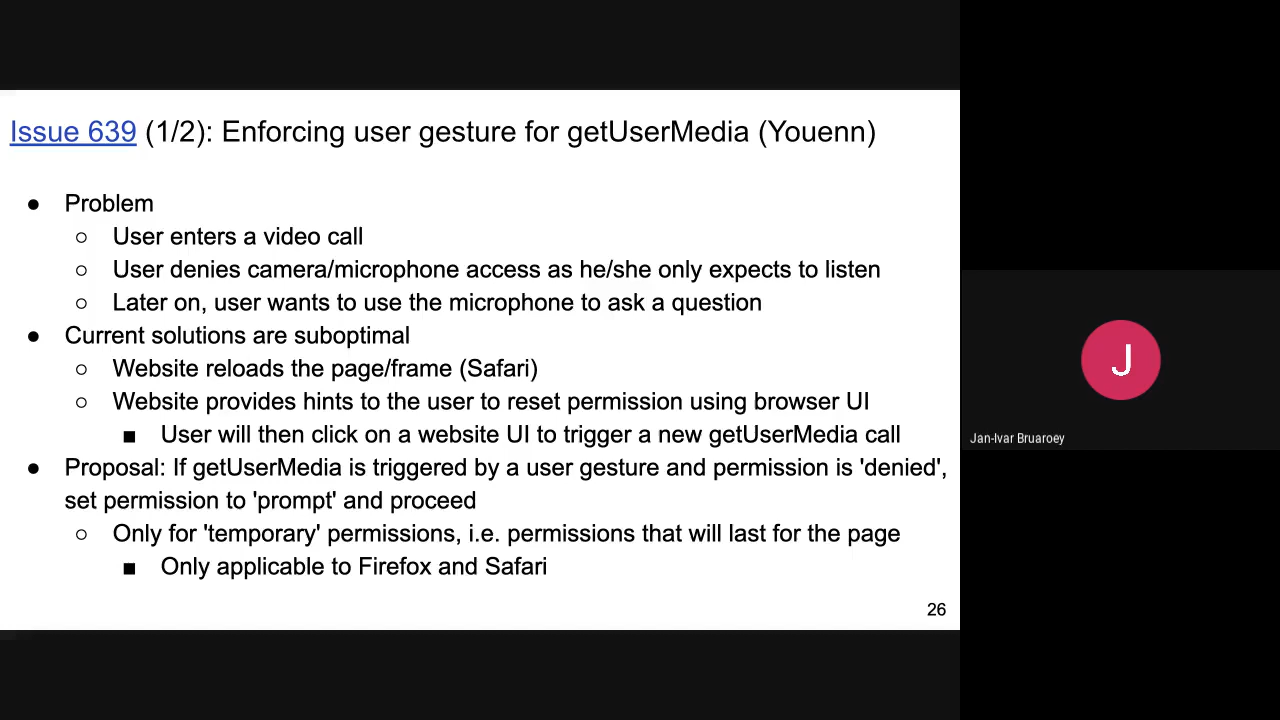 Issue 639 (1/2): Enforcing user gesture for getUserMedia (Youenn)
● Problem
○ User enters a video call
○ User denies camera/microphone access as he/she only expects to listen
○ Later on, user wants to use the microphone to ask a question
● Current solutions are suboptimal
○ Website reloads the page/frame (Safari)
○ Website provides hints to the user to reset permission using browser UI
■ User will then click on a website UI to trigger a new getUserMedia call
● Proposal: If getUserMedia is triggered by a user gesture and permission is 'denied',
set permission to 'prompt' and proceed
○ Only for 'temporary' permissions, i.e. permissions that will last for the page
■ Only applicable to Firefox and Safari
26
J
Jan-Ivar Bruaroey